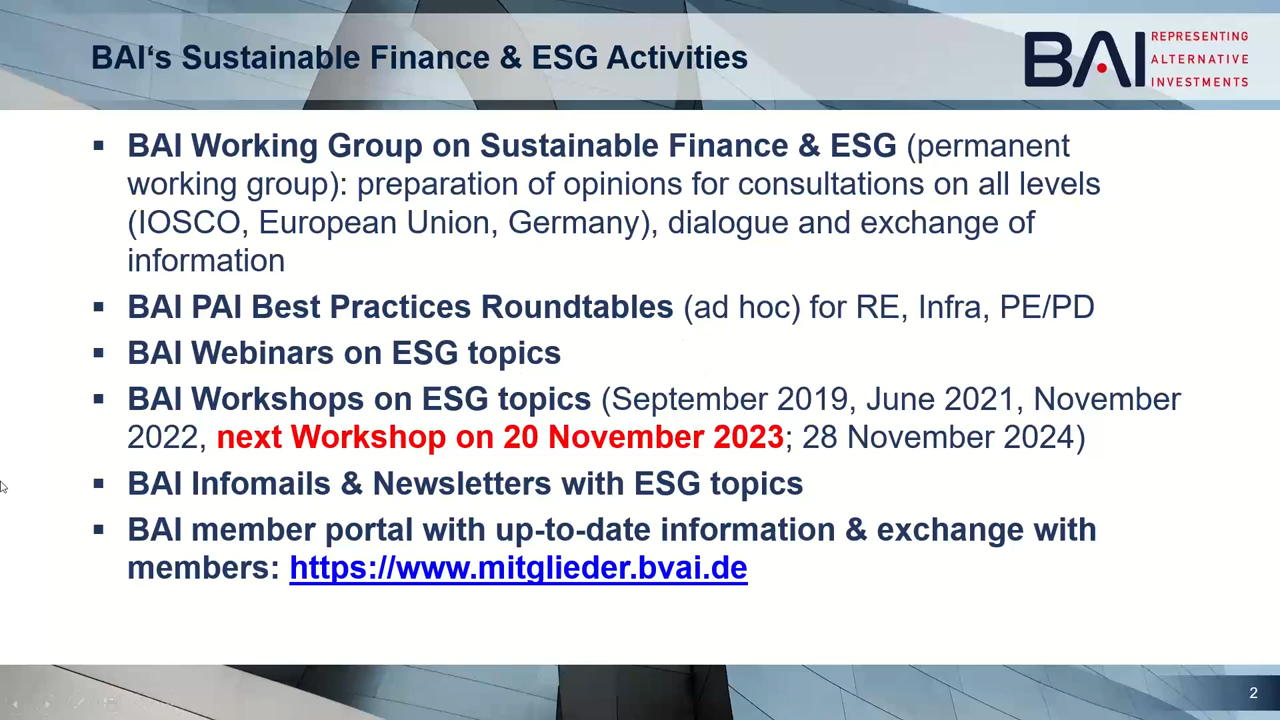 BAI‘s Sustainable Finance & ESG Activities
BAI REPRESENTING
ALTERNATIVE
INVESTMENTS
▪ BAI Working Group on Sustainable Finance & ESG (permanent
working group): preparation of opinions for consultations on all levels
(IOSCO, European Union, Germany), dialogue and exchange of
information
▪ BAI PAI Best Practices Roundtables (ad hoc) for RE, Infra, PE/PD
▪ BAI Webinars on ESG topics
▪ BAI Workshops on ESG topics (September 2019, June 2021, November
2022, next Workshop on 20 November 2023; 28 November 2024)
▪ BAI Infomails & Newsletters with ESG topics
▪ BAI member portal with up-to-date information & exchange with
members: https://www.mitglieder.bvai.de
2